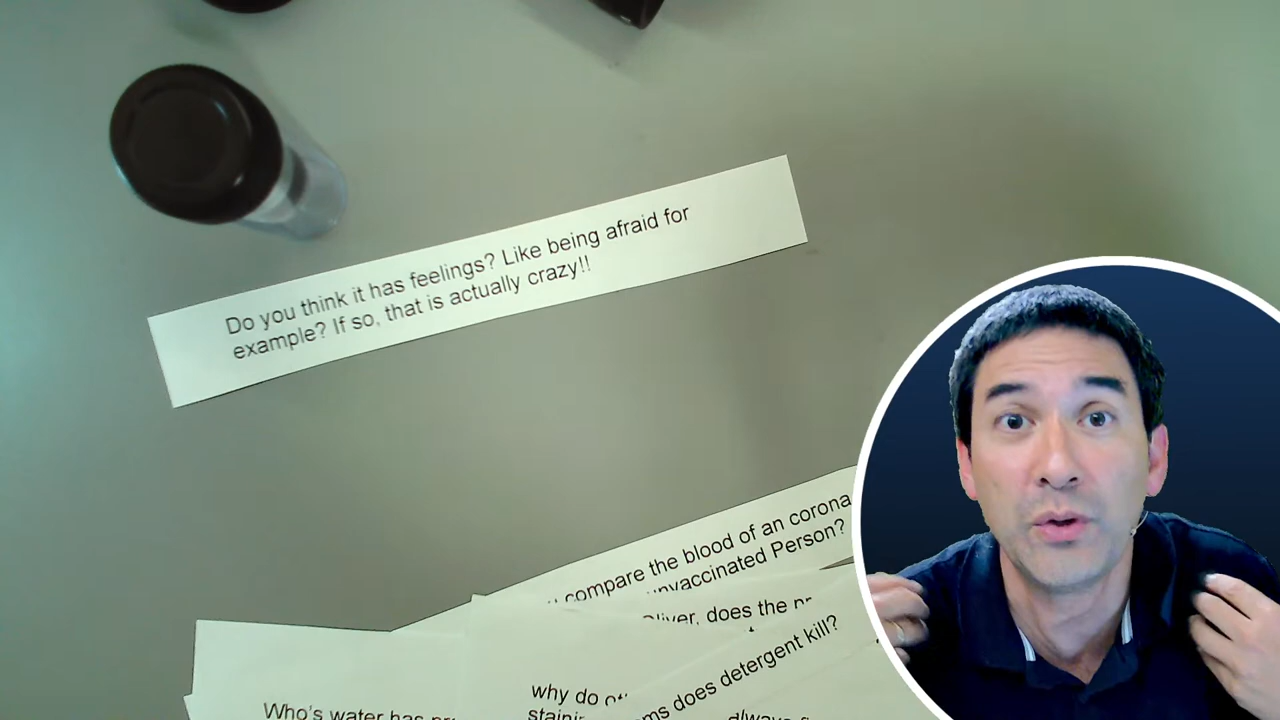 Do you think it has feelings? Like being afraid for
example? If so, that is actually crazy!!
compare the blood of an corona
unvaccinated Person?
does the
does detergent kill?
why do
Who's water has